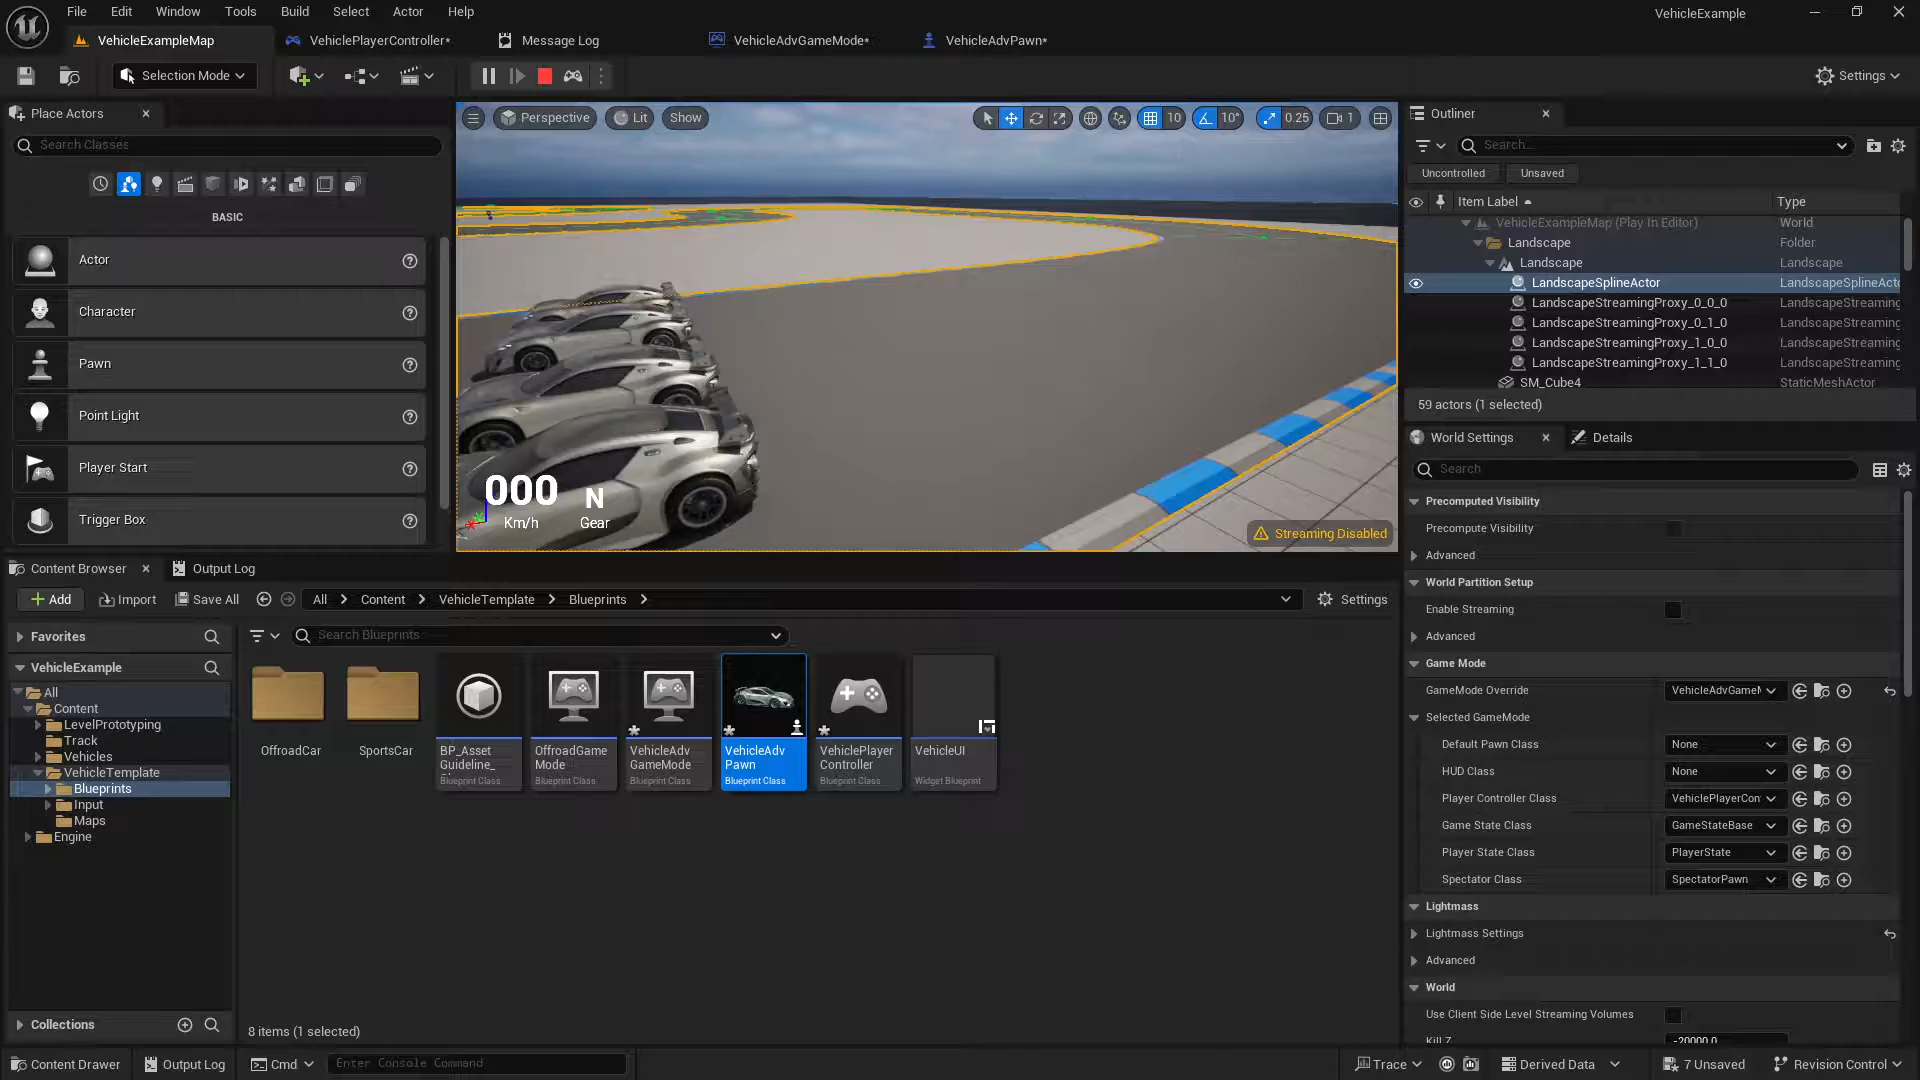 File Edit Window Tools Build Select Actor Help
VehicleExample
VehicleExampleMap
VehiclePlayerController*
Message Log
VehicleAdvGameMode*
VehicleAdvPawn*
Selection Mode
Settings
Place Actors
Search Classes
BASIC
Actor
Character
Pawn
Point Light
Player Start
Trigger Box
Perspective
Lit
Show
10
10°
0.25
1
000
Km/h
N
Gear
Streaming Disabled
Outliner
Search...
Uncontrolled
Unsaved
Item Label
Type
VehicleExampleMap (Play In Editor) World
Landscape Folder
Landscape Landscape
LandscapeSplineActor LandscapeSplineActo
LandscapeStreamingProxy_0_0_0 LandscapeStreaming
LandscapeStreamingProxy_0_1_0 LandscapeStreaming
LandscapeStreamingProxy_1_0_0 LandscapeStreaming
LandscapeStreamingProxy_1_1_0 LandscapeStreaming
SM_Cube4 StaticMeshActor
59 actors (1 selected)
World Settings
Details
Search
Precomputed Visibility
Precompute Visibility
Advanced
World Partition Setup
Enable Streaming
Advanced
Game Mode
GameMode Override VehicleAdvGameM
Selected GameMode
Default Pawn Class None
HUD Class None
Player Controller Class VehiclePlayerCon
Game State Class GameStateBase
Player State Class PlayerState
Spectator Class SpectatorPawn
Lightmass
Lightmass Settings
Advanced
World
Use Client Side Level Streaming Volumes
Kill Z -20000.0
Content Browser
Output Log
Add
Import
Save All
All
Content
VehicleTemplate
Blueprints
Settings
Favorites
VehicleExample
All
Content
LevelPrototyping
Track
Vehicles
VehicleTemplate
Blueprints
Input
Maps
Engine
Collections
Search Blueprints
OffroadCar
SportsCar
BP_Asset
Guideline_
Blueprint Class
OffroadGame
Mode
Blueprint Class
VehicleAdv
GameMode
Blueprint Class
VehicleAdv
Pawn
Blueprint Class
VehiclePlayer
Controller
Blueprint Class
VehicleUI
Widget Blueprint
8 items (1 selected)
Content Drawer
Output Log
Cmd
Enter Console Command
Trace
Derived Data
7 Unsaved
Revision Control